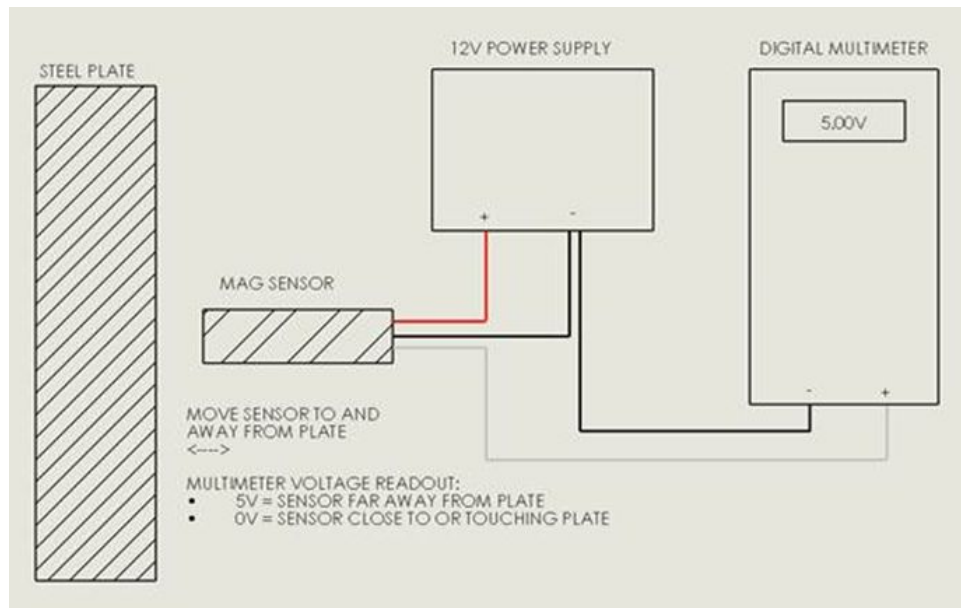 12V POWER SUPPLY
DIGITAL MULTIMETER
STEEL PLATE
5.00V
+
-
MAG SENSOR
-
+
MOVE SENSOR TO AND
AWAY FROM PLATE
<---->
MULTIMETER VOLTAGE READOUT:
• 5V = SENSOR FAR AWAY FROM PLATE
• 0V = SENSOR CLOSE TO OR TOUCHING PLATE